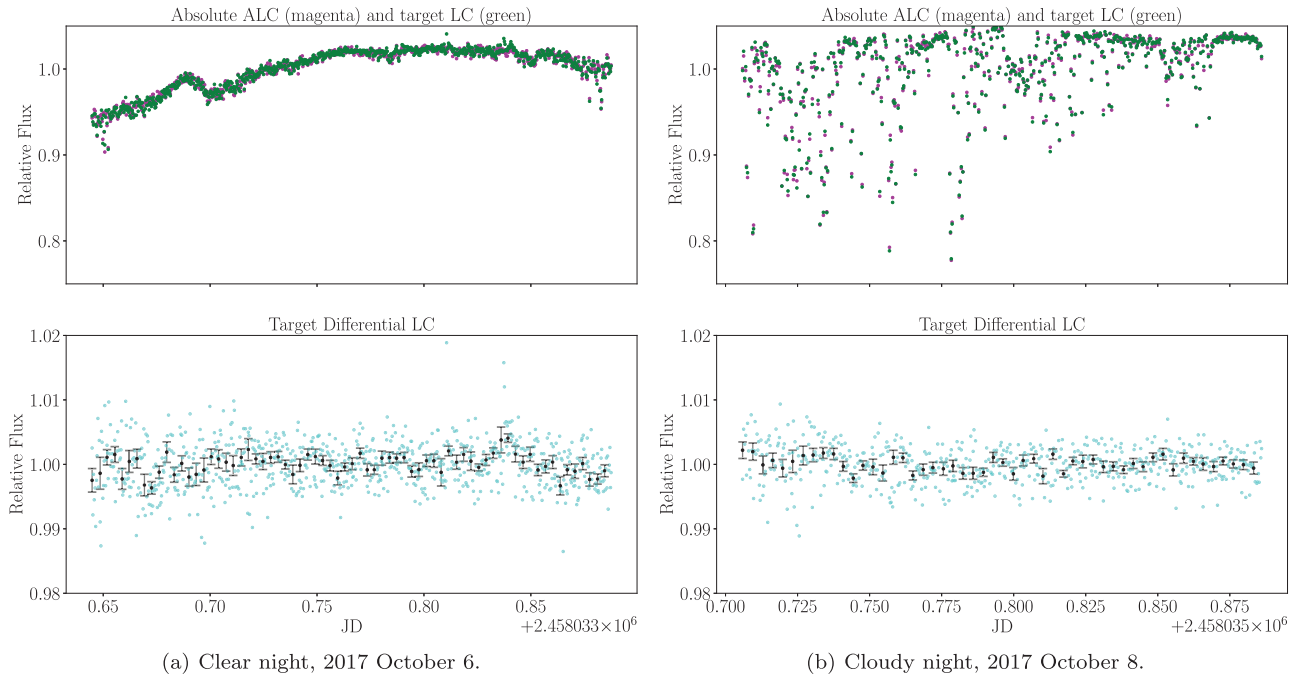 Absolute ALC (magenta) and target LC (green)
1.0
0.9
0.8
Relative Flux
Target Differential LC
1.02
1.01
1.00
0.99
0.98
Relative Flux
0.65 0.70 0.75 0.80 0.85
JD
+2.458033×10⁶
(a) Clear night, 2017 October 6.
Absolute ALC (magenta) and target LC (green)
1.0
0.9
0.8
Relative Flux
Target Differential LC
1.02
1.01
1.00
0.99
0.98
Relative Flux
0.700 0.725 0.750 0.775 0.800 0.825 0.850 0.875
JD
+2.458035×10⁶
(b) Cloudy night, 2017 October 8.